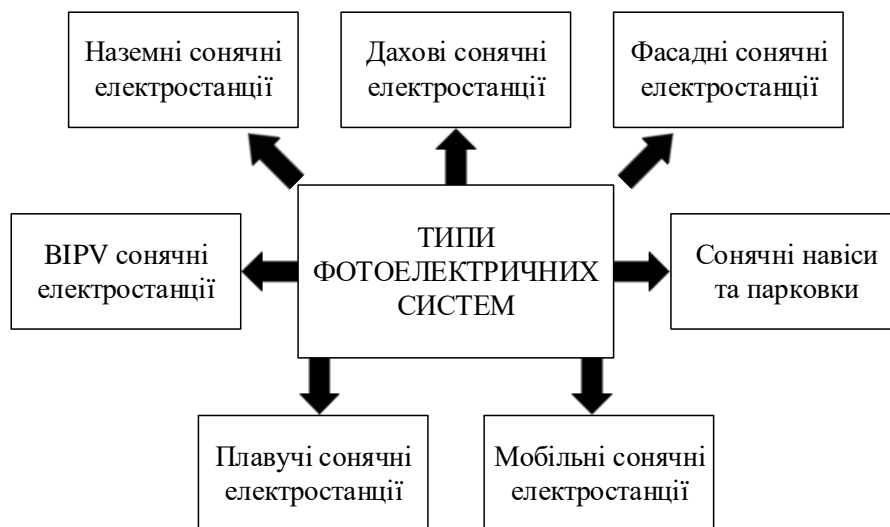 Наземні сонячні
електростанції
Дахові сонячні
електростанції
Фасадні сонячні
електростанції
BIPV сонячні
електростанції
ТИПИ
ФОТОЕЛЕКТРИЧНИХ
СИСТЕМ
Сонячні навіси
та парковки
Плавучі сонячні
електростанції
Мобільні сонячні
електростанції